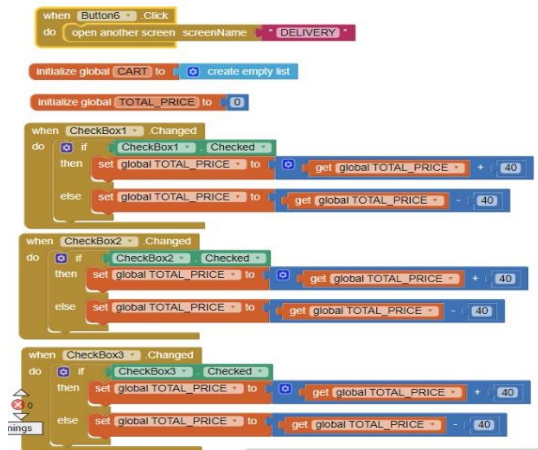 when Button6 .Click
do open another screen screenName " DELIVERY "
initialize global CART to create empty list
initialize global TOTAL_PRICE to 0
when CheckBox1 .Changed
do if CheckBox1 . Checked
then set global TOTAL_PRICE to get global TOTAL_PRICE + 40
else set global TOTAL_PRICE to get global TOTAL_PRICE - 40
when CheckBox2 .Changed
do if CheckBox2 . Checked
then set global TOTAL_PRICE to get global TOTAL_PRICE + 40
else set global TOTAL_PRICE to get global TOTAL_PRICE - 40
when CheckBox3 .Changed
do if CheckBox3 . Checked
then set global TOTAL_PRICE to get global TOTAL_PRICE + 40
0
else set global TOTAL_PRICE to get global TOTAL_PRICE - 40
nings